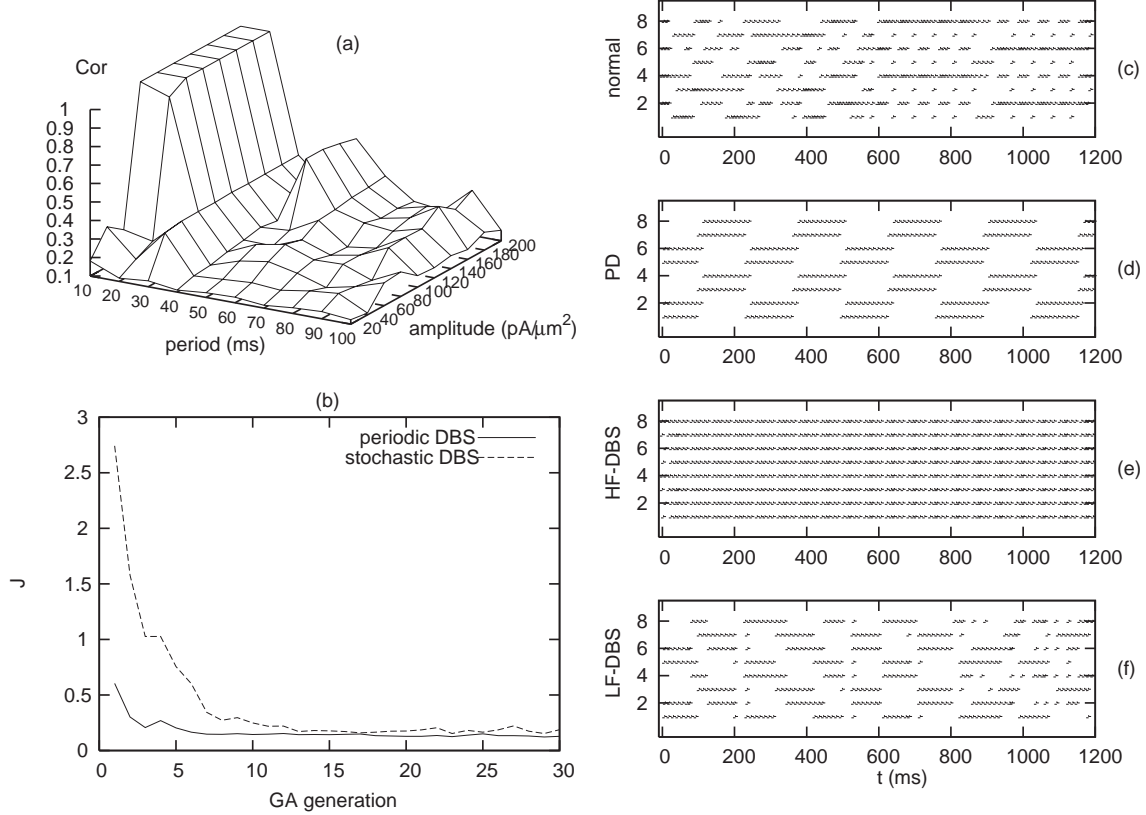 (a)
Cor
1
0.9
0.8
0.7
0.6
0.5
0.4
0.3
0.2
0.1
10 20 30 40 50 60 70 80 90 100
period (ms)
20 40 60 80 100 120 140 160 180 200
amplitude (pA/μm²)
(b)
3
2.5
2
1.5
1
0.5
0
J
periodic DBS
stochastic DBS
0 5 10 15 20 25 30
GA generation
normal
8
6
4
2
(c)
0 200 400 600 800 1000 1200
PD
8
6
4
2
(d)
0 200 400 600 800 1000 1200
HF-DBS
8
6
4
2
(e)
0 200 400 600 800 1000 1200
LF-DBS
8
6
4
2
(f)
0 200 400 600 800 1000 1200
t (ms)